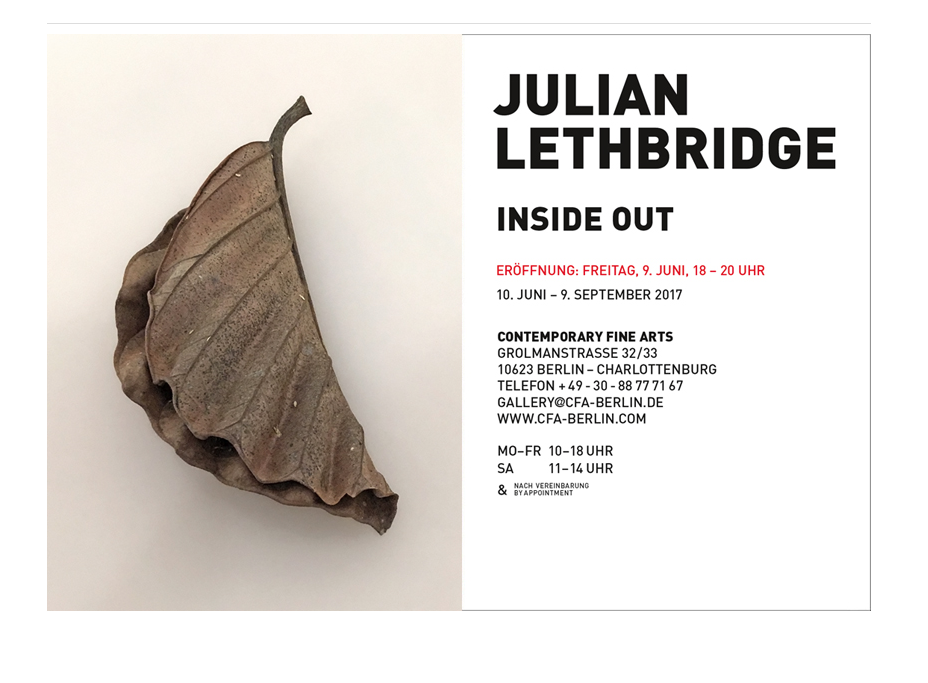 JULIAN
LETHBRIDGE
INSIDE OUT
ERÖFFNUNG: FREITAG, 9. JUNI, 18 – 20 UHR
10. JUNI – 9. SEPTEMBER 2017
CONTEMPORARY FINE ARTS
GROLMANSTRASSE 32/33
10623 BERLIN – CHARLOTTENBURG
TELEFON +49 - 30 - 88 77 71 67
GALLERY@CFA-BERLIN.DE
WWW.CFA-BERLIN.COM
MO–FR 10–18 UHR
SA 11–14 UHR
& NACH VEREINBARUNG
BY APPOINTMENT